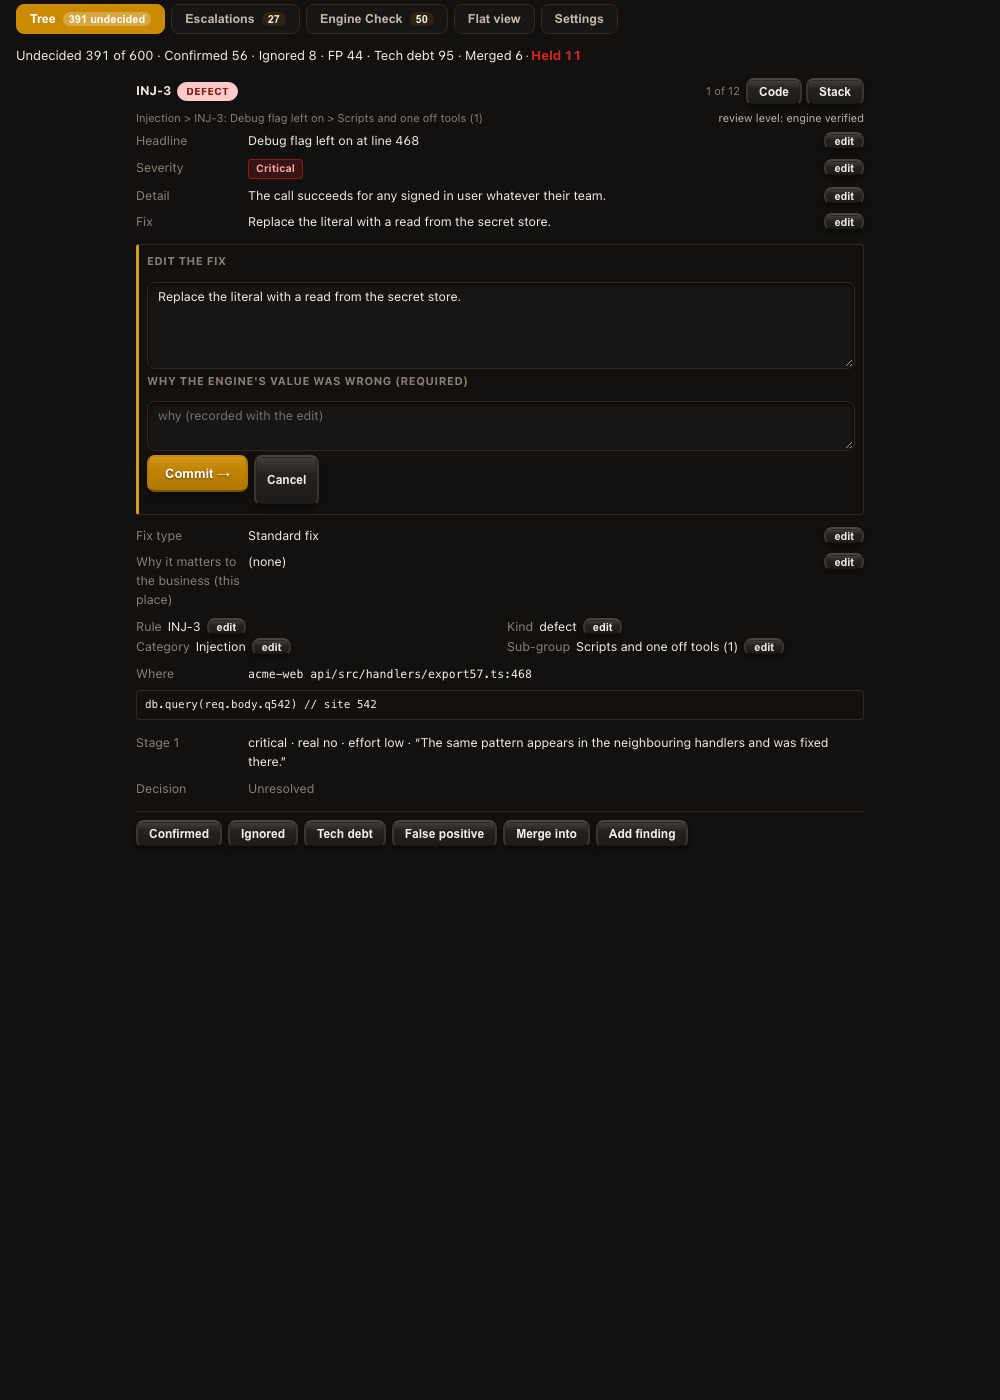 Tree 391 undecided Escalations 27 Engine Check 50 Flat view Settings
Undecided 391 of 600 · Confirmed 56 · Ignored 8 · FP 44 · Tech debt 95 · Merged 6 · Held 11
INJ-3 DEFECT 1 of 12 Code Stack
Injection > INJ-3: Debug flag left on > Scripts and one off tools (1) review level: engine verified
Headline Debug flag left on at line 468 edit
Severity Critical edit
Detail The call succeeds for any signed in user whatever their team. edit
Fix Replace the literal with a read from the secret store. edit
EDIT THE FIX
Replace the literal with a read from the secret store.
WHY THE ENGINE'S VALUE WAS WRONG (REQUIRED)
why (recorded with the edit)
Commit → Cancel
Fix type Standard fix edit
Why it matters to (none) edit
the business (this
place)
Rule INJ-3 edit Kind defect edit
Category Injection edit Sub-group Scripts and one off tools (1) edit
Where acme-web api/src/handlers/export57.ts:468
db.query(req.body.q542) // site 542
Stage 1 critical · real no · effort low · “The same pattern appears in the neighbouring handlers and was fixed
there.”
Decision Unresolved
Confirmed Ignored Tech debt False positive Merge into Add finding